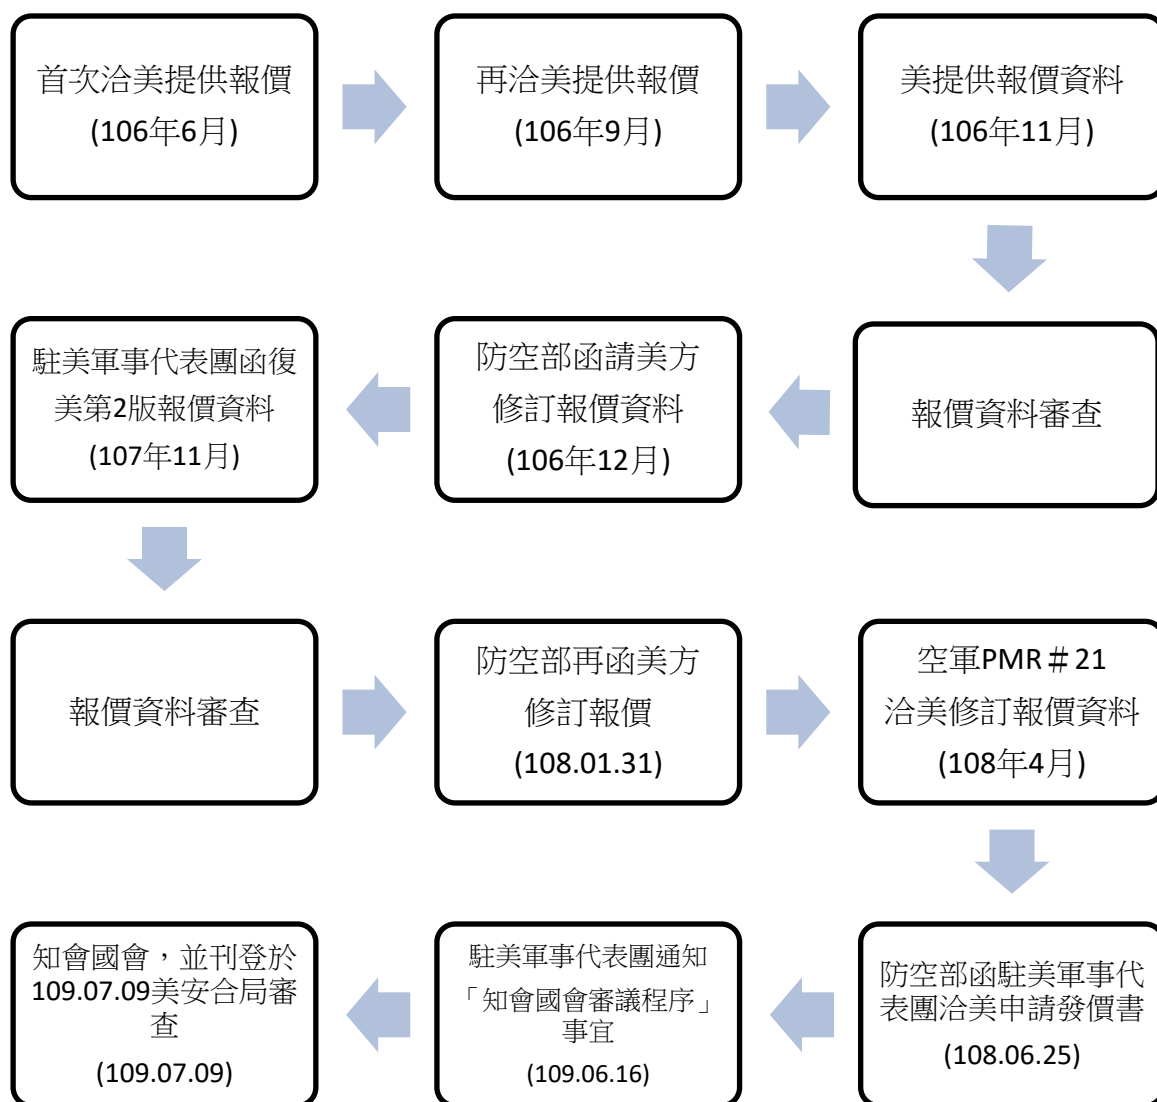 首次洽美提供報價
(106年6月)
再洽美提供報價
(106年9月)
美提供報價資料
(106年11月)
報價資料審查
防空部函請美方
修訂報價資料
(106年12月)
駐美軍事代表團函復
美第2版報價資料
(107年11月)
報價資料審查
防空部再函美方
修訂報價
(108.01.31)
空軍PMR＃21
洽美修訂報價資料
(108年4月)
防空部函駐美軍事代
表團洽美申請發價書
(108.06.25)
駐美軍事代表團通知
「知會國會審議程序」
事宜
(109.06.16)
知會國會，並刊登於
109.07.09美安合局審
查
(109.07.09)